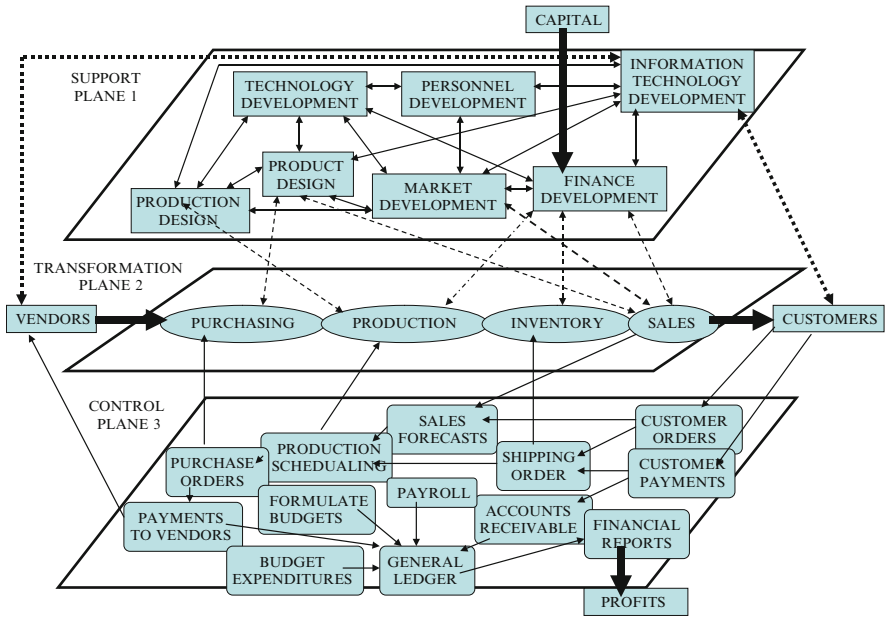 CAPITAL
SUPPORT
PLANE 1
INFORMATION
TECHNOLOGY
DEVELOPMENT
TECHNOLOGY
DEVELOPMENT
PERSONNEL
DEVELOPMENT
PRODUCT
DESIGN
PRODUCTION
DESIGN
MARKET
DEVELOPMENT
FINANCE
DEVELOPMENT
TRANSFORMATION
PLANE 2
VENDORS
PURCHASING
PRODUCTION
INVENTORY
SALES
CUSTOMERS
CONTROL
PLANE 3
SALES
FORECASTS
CUSTOMER
ORDERS
PRODUCTION
SCHEDUALING
SHIPPING
ORDER
CUSTOMER
PAYMENTS
PURCHASE
ORDERS
FORMULATE
BUDGETS
PAYROLL
ACCOUNTS
RECEIVABLE
PAYMENTS
TO VENDORS
FINANCIAL
REPORTS
BUDGET
EXPENDITURES
GENERAL
LEDGER
PROFITS